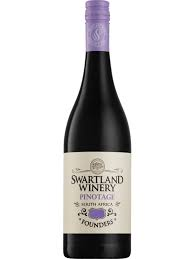 SWARTLAND
WINERY
PINOTAGE
SOUTH AFRICA
FOUNDERS